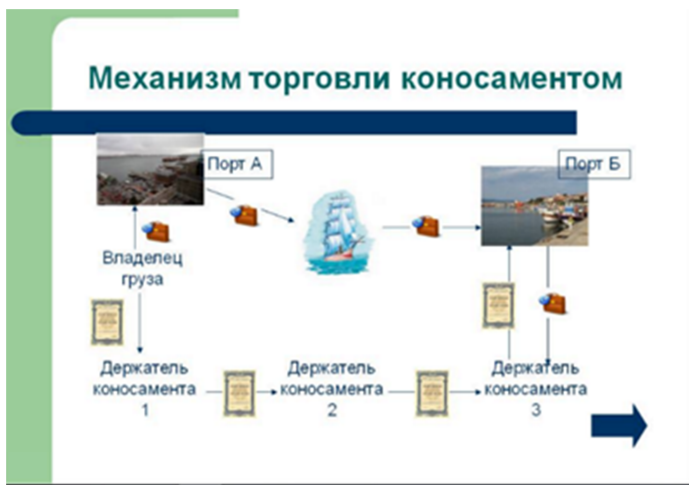 Механизм торговли коносаментом
Порт А
Порт Б
Владелец
груза
Держатель
коносамента
1
Держатель
коносамента
2
Держатель
коносамента
3